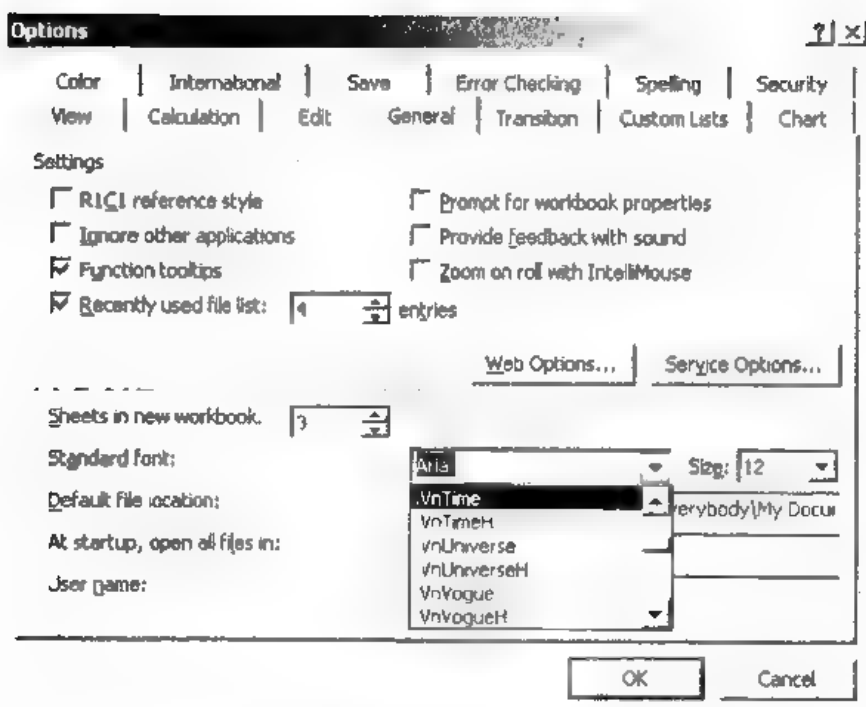 Options
Color International Save Error Checking Spelling Security
View Calculation Edit General Transition Custom Lists Chart
Settings
R1C1 reference style
Prompt for workbook properties
Ignore other applications
Provide feedback with sound
Function tooltips
Zoom on roll with IntelliMouse
Recently used file list: 4 entries
Web Options... Service Options...
Sheets in new workbook. 3
Standard font: Aria Size: 12
.VnTime
Default file location: verybody\My Docur
VnTimeH
At startup, open all files in:
VnUniverse
VnUniverseH
User name:
VnVogue
VnVogueH
OK Cancel